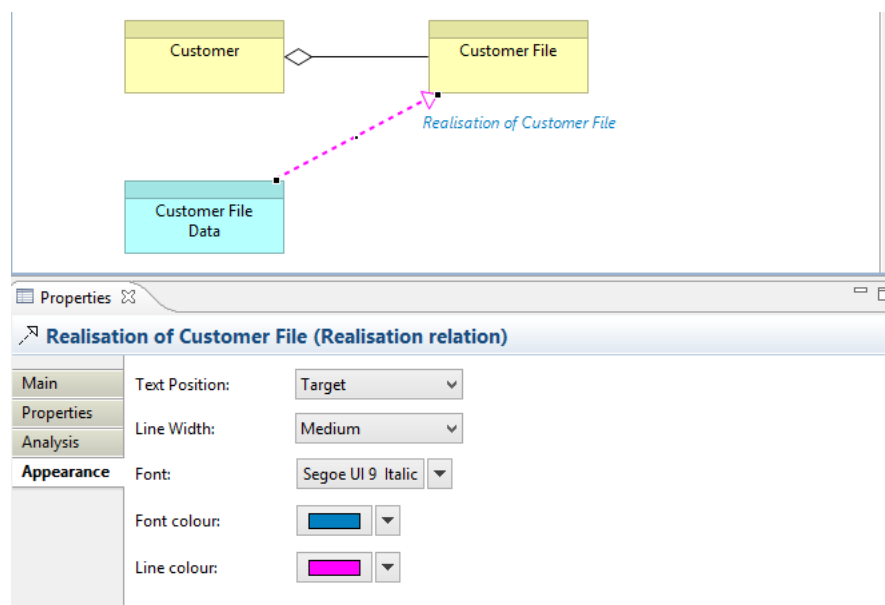 Customer
Customer File
Realisation of Customer File
Customer File
Data
Properties
Realisation of Customer File (Realisation relation)
Main
Properties
Analysis
Appearance
Text Position:
Target
Line Width:
Medium
Font:
Segoe UI 9 Italic
Font colour:
Line colour: